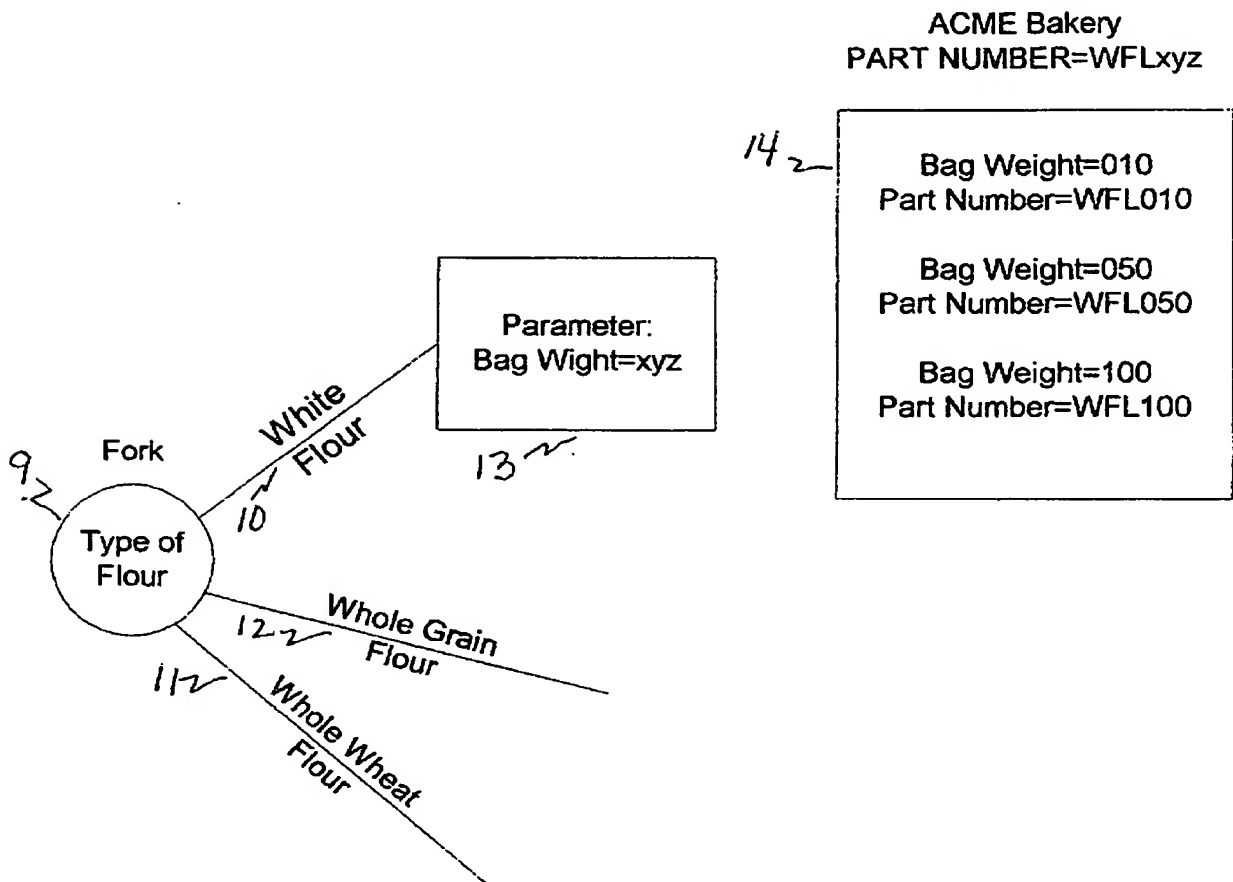 ACME Bakery
PART NUMBER=WFLxyz
14
Bag Weight=010
Part Number=WFL010
Bag Weight=050
Part Number=WFL050
Bag Weight=100
Part Number=WFL100
Parameter:
Bag Wight=xyz
13
White
Flour
10
Fork
9
Type of
Flour
Whole Grain
Flour
12
Whole Wheat
Flour
11